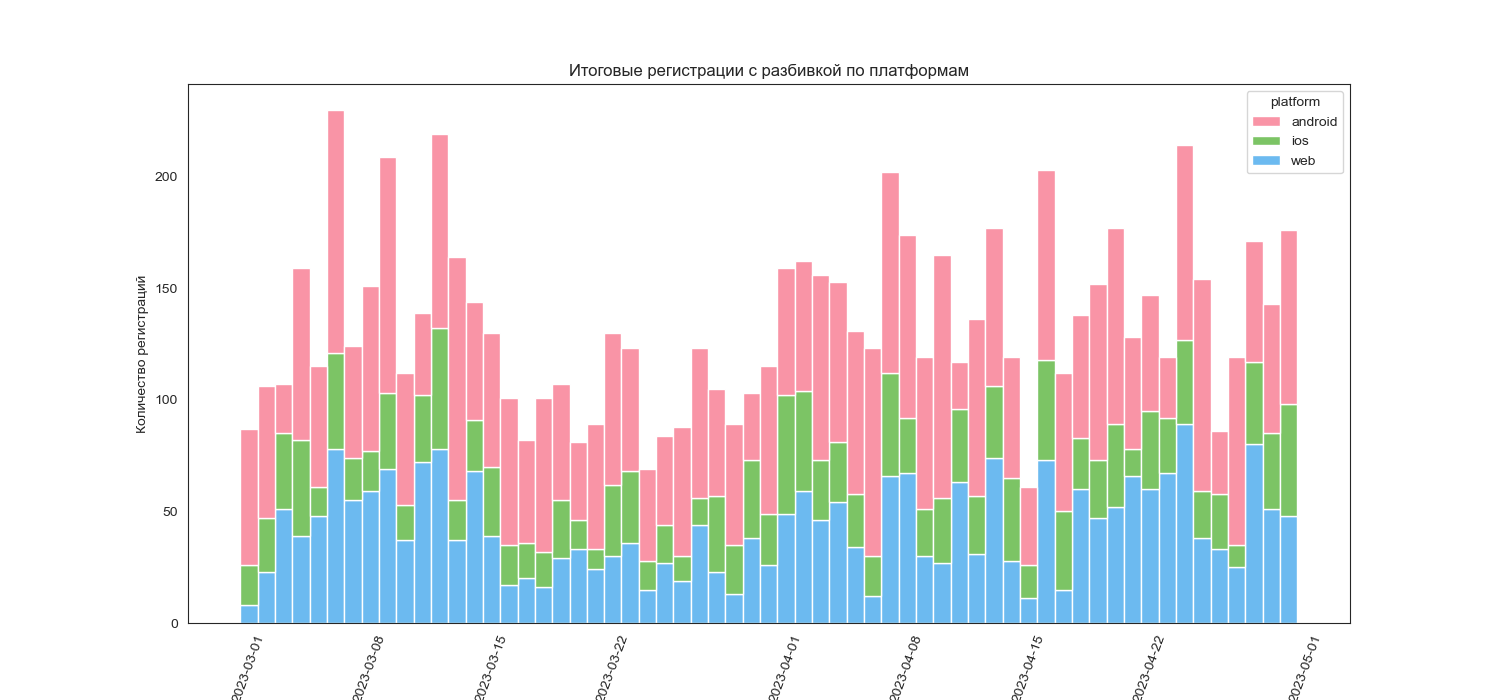 Итоговые регистрации с разбивкой по платформам
platform
android
ios
web
Количество регистраций
200
150
100
50
0
2023-03-01
2023-03-08
2023-03-15
2023-03-22
2023-04-01
2023-04-08
2023-04-15
2023-04-22
2023-05-01